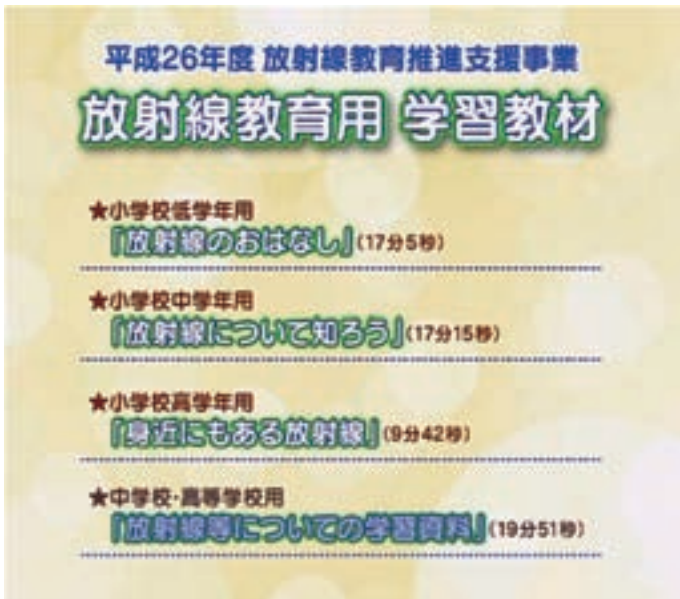 平成26年度 放射線教育推進支援事業
放射線教育用 学習教材
★小学校低学年用
「放射線のおはなし」(17分5秒)
★小学校中学年用
「放射線について知ろう」(17分15秒)
★小学校高学年用
「身近にもある放射線」(9分42秒)
★中学校・高等学校用
「放射線等についての学習資料」(19分51秒)